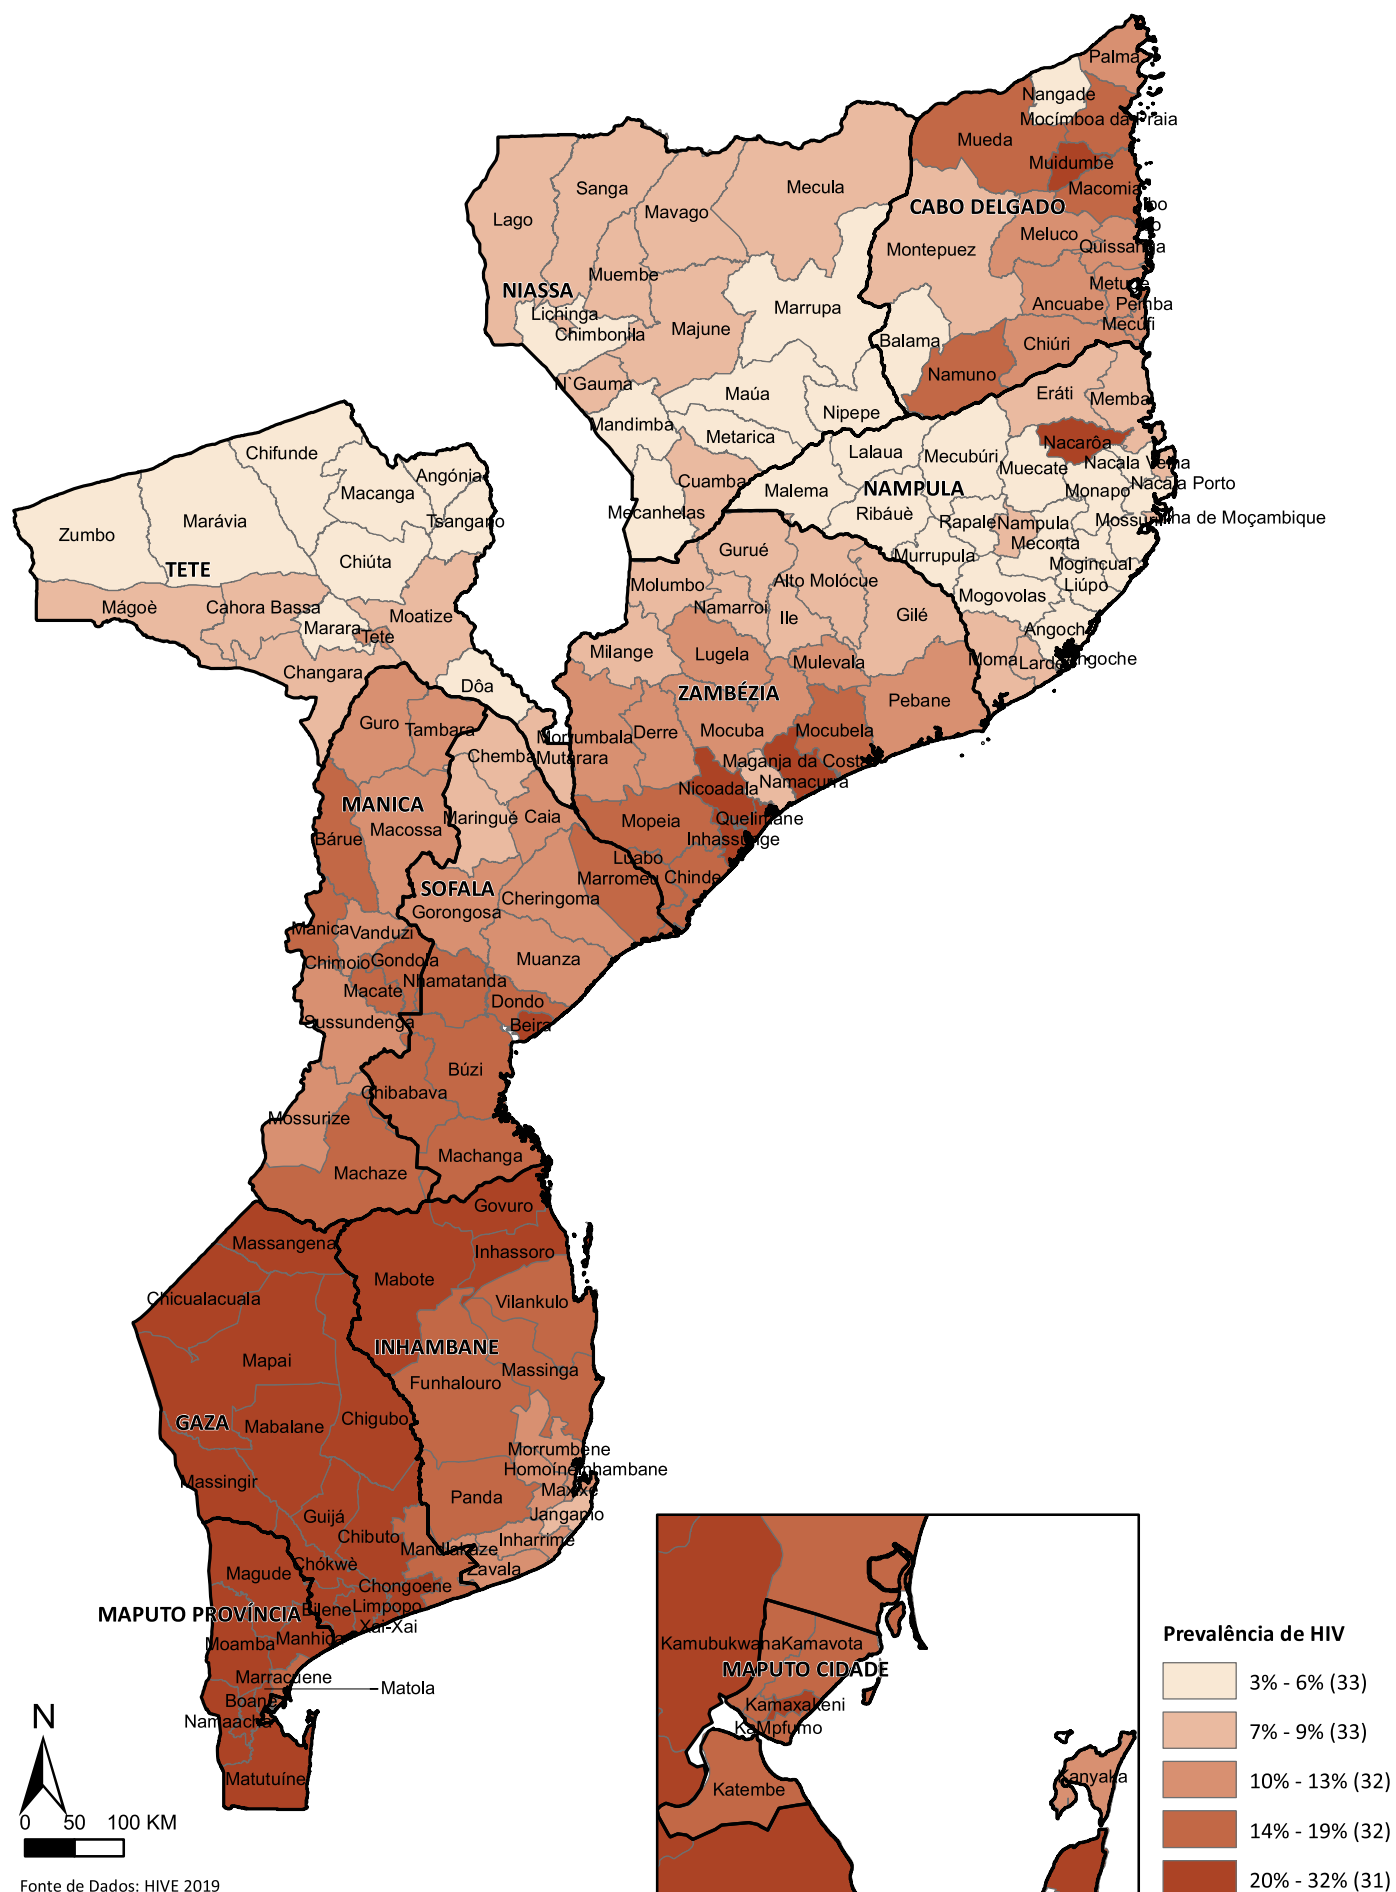 Palma
Nangade
Mocímboa da Praia
Mueda
Muidumbe
Macomia
Ibo
CABO DELGADO
Meluco
Quissanga
Montepuez
Metuge
Ancuabe
Pemba
Mecúfi
Chiúri
Balama
Namuno
Mecula
Sanga
Mavago
Lago
Muembe
NIASSA
Marrupa
Lichinga
Chimbonila
Majune
N`Gauma
Maúa
Nipepe
Mandimba
Metarica
Cuamba
Mecanhelas
Eráti
Memba
Nacarôa
Lalaua
Mecubúri
Muecate
Nacala Velha
Nacala Porto
Monapo
Malema
NAMPULA
Ribáuè
Rapale
Nampula
Mossuril
Ilha de Moçambique
Meconta
Murrupula
Mogincual
Liúpo
Mogovolas
Angoche
Angoche
Moma
Larde
Chifunde
Angónia
Macanga
Tsangano
Marávia
Zumbo
Chiúta
TETE
Mágoè
Cahora Bassa
Moatize
Marara
Tete
Changara
Dôa
Mutarara
Gurué
Molumbo
Alto Molócue
Namarroi
Ile
Gilé
Milange
Lugela
Mulevala
ZAMBÉZIA
Pebane
Morrumbala
Derre
Mocuba
Mocubela
Maganja da Costa
Namacurra
Nicoadala
Quelimane
Mopeia
Inhassunge
Luabo
Chinde
Guro
Tambara
MANICA
Macossa
Bárue
Manica
Vanduzi
Chimoio
Gondola
Macate
Sussundenga
Mossurize
Machaze
Chemba
Maringué
Caia
Marromeu
SOFALA
Cheringoma
Gorongosa
Muanza
Nhamatanda
Dondo
Beira
Búzi
Chibabava
Machanga
Govuro
Inhassoro
Mabote
Vilankulo
INHAMBANE
Massinga
Funhalouro
Morrumbene
Homoíne
Inhambane
Maxixe
Panda
Jangamo
Inharrime
Zavala
Massangena
Chicualacuala
Mapai
GAZA
Mabalane
Chigubo
Massingir
Guijá
Chibuto
Mandlakaze
Chókwè
Chongoene
Bilene
Limpopo
Xai-Xai
Magude
MAPUTO PROVÍNCIA
Moamba
Manhiça
Marracuene
Matola
Boane
Namaacha
Matutuíne
Kamubukwana
Kamavota
MAPUTO CIDADE
Kamaxakeni
KaMpfumo
Katembe
Kanyaka
Prevalência de HIV
3% - 6% (33)
7% - 9% (33)
10% - 13% (32)
14% - 19% (32)
20% - 32% (31)
N
0 50 100 KM
Fonte de Dados: HIVE 2019